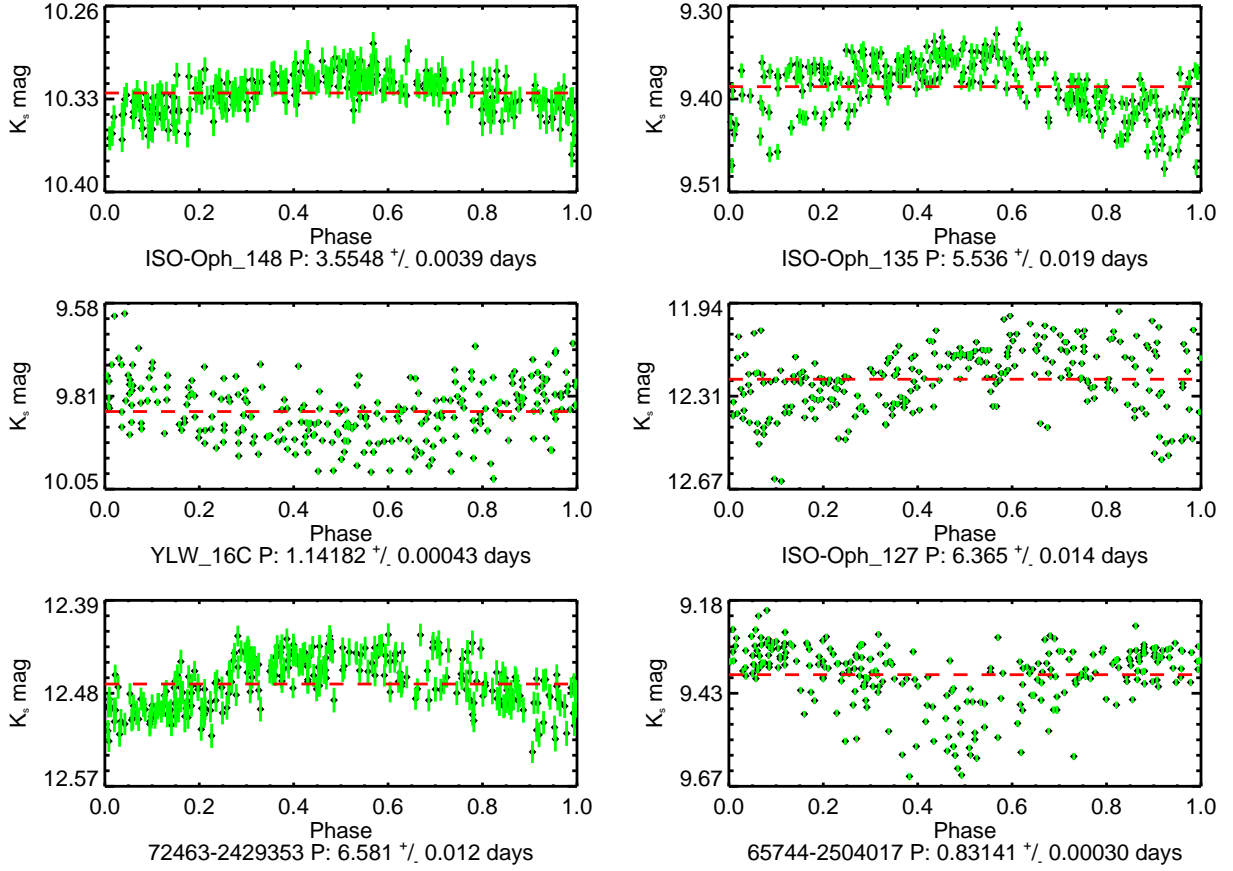 10.26
10.33
10.40
K_s mag
0.0 0.2 0.4 0.6 0.8 1.0
Phase
ISO-Oph_148 P: 3.5548 +/- 0.0039 days
9.30
9.40
9.51
K_s mag
0.0 0.2 0.4 0.6 0.8 1.0
Phase
ISO-Oph_135 P: 5.536 +/- 0.019 days
9.58
9.81
10.05
K_s mag
0.0 0.2 0.4 0.6 0.8 1.0
Phase
YLW_16C P: 1.14182 +/- 0.00043 days
11.94
12.31
12.67
K_s mag
0.0 0.2 0.4 0.6 0.8 1.0
Phase
ISO-Oph_127 P: 6.365 +/- 0.014 days
12.39
12.48
12.57
K_s mag
0.0 0.2 0.4 0.6 0.8 1.0
Phase
72463-2429353 P: 6.581 +/- 0.012 days
9.18
9.43
9.67
K_s mag
0.0 0.2 0.4 0.6 0.8 1.0
Phase
65744-2504017 P: 0.83141 +/- 0.00030 days